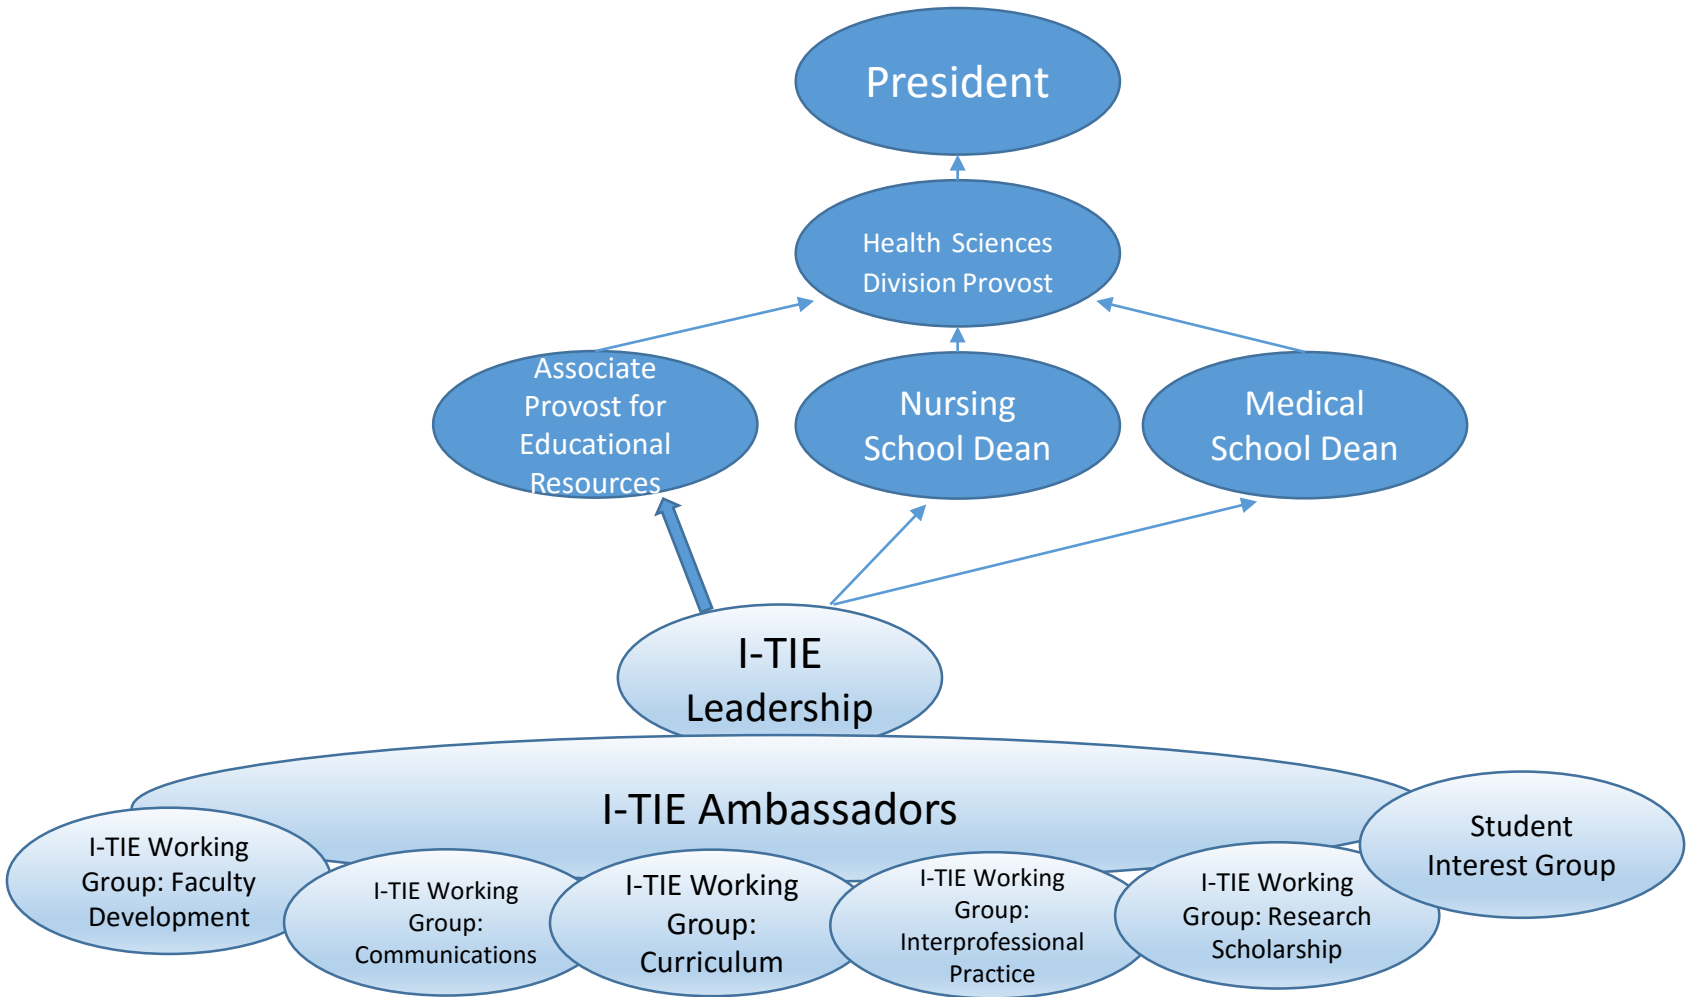 President
Health Sciences
Division Provost
Associate
Provost for
Educational
Resources
Nursing
School Dean
Medical
School Dean
I-TIE
Leadership
I-TIE Ambassadors
I-TIE Working
Group: Faculty
Development
I-TIE Working
Group:
Communications
I-TIE Working
Group:
Curriculum
I-TIE Working
Group:
Interprofessional
Practice
I-TIE Working
Group: Research
Scholarship
Student
Interest Group